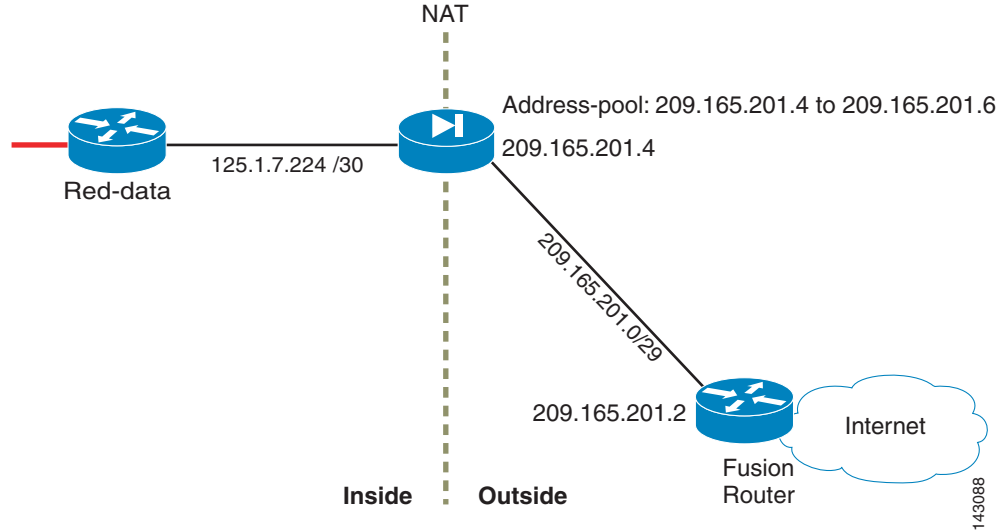 NAT
Address-pool: 209.165.201.4 to 209.165.201.6
209.165.201.4
125.1.7.224 /30
Red-data
209.165.201.0/29
209.165.201.2
Internet
Fusion
Router
Inside
Outside
143088